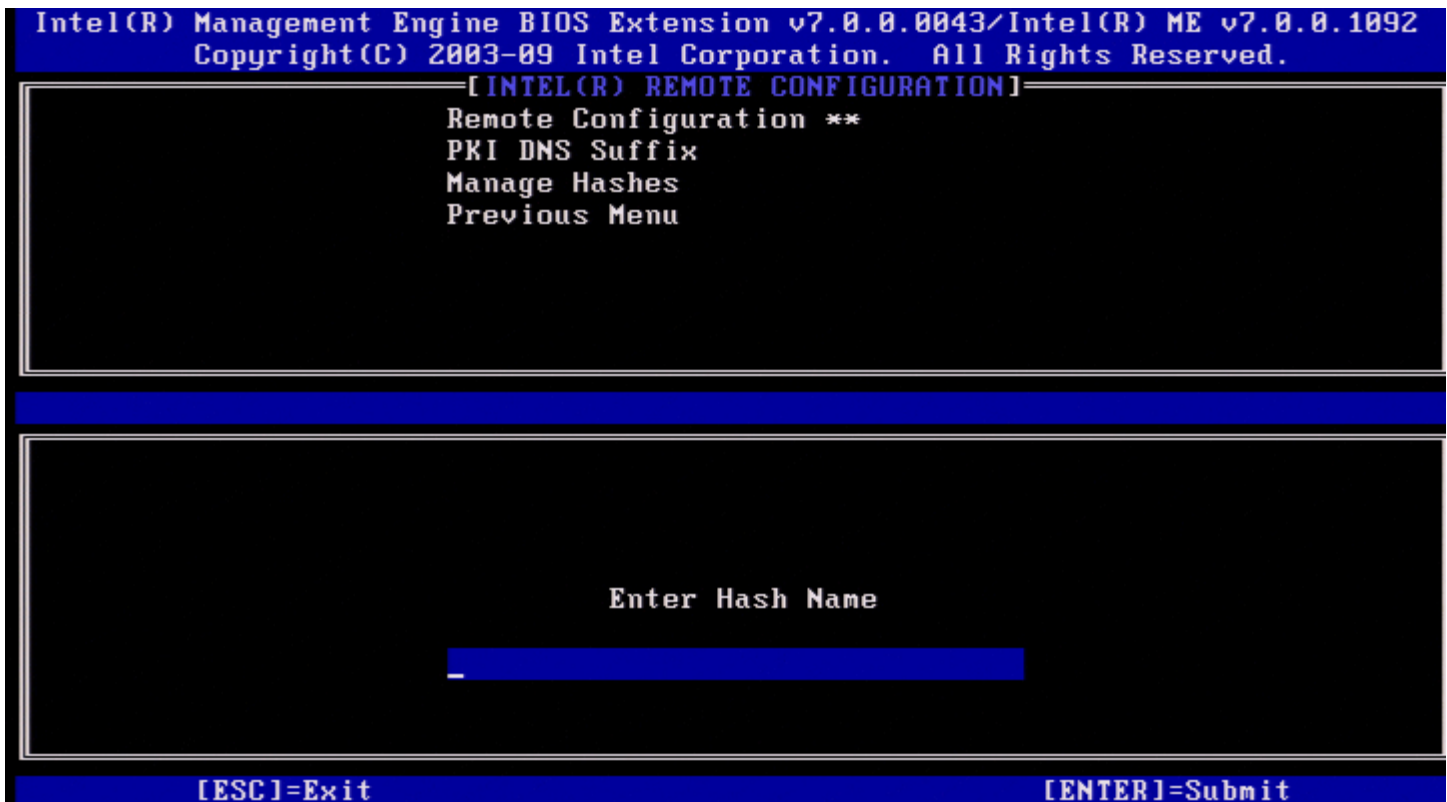 Intel(R) Management Engine BIOS Extension v7.0.0.0043/Intel(R) ME v7.0.0.1092
Copyright(C) 2003-09 Intel Corporation.  All Rights Reserved.
[INTEL(R) REMOTE CONFIGURATION]
Remote Configuration **
PKI DNS Suffix
Manage Hashes
Previous Menu
Enter Hash Name
_
[ESC]=Exit [ENTER]=Submit